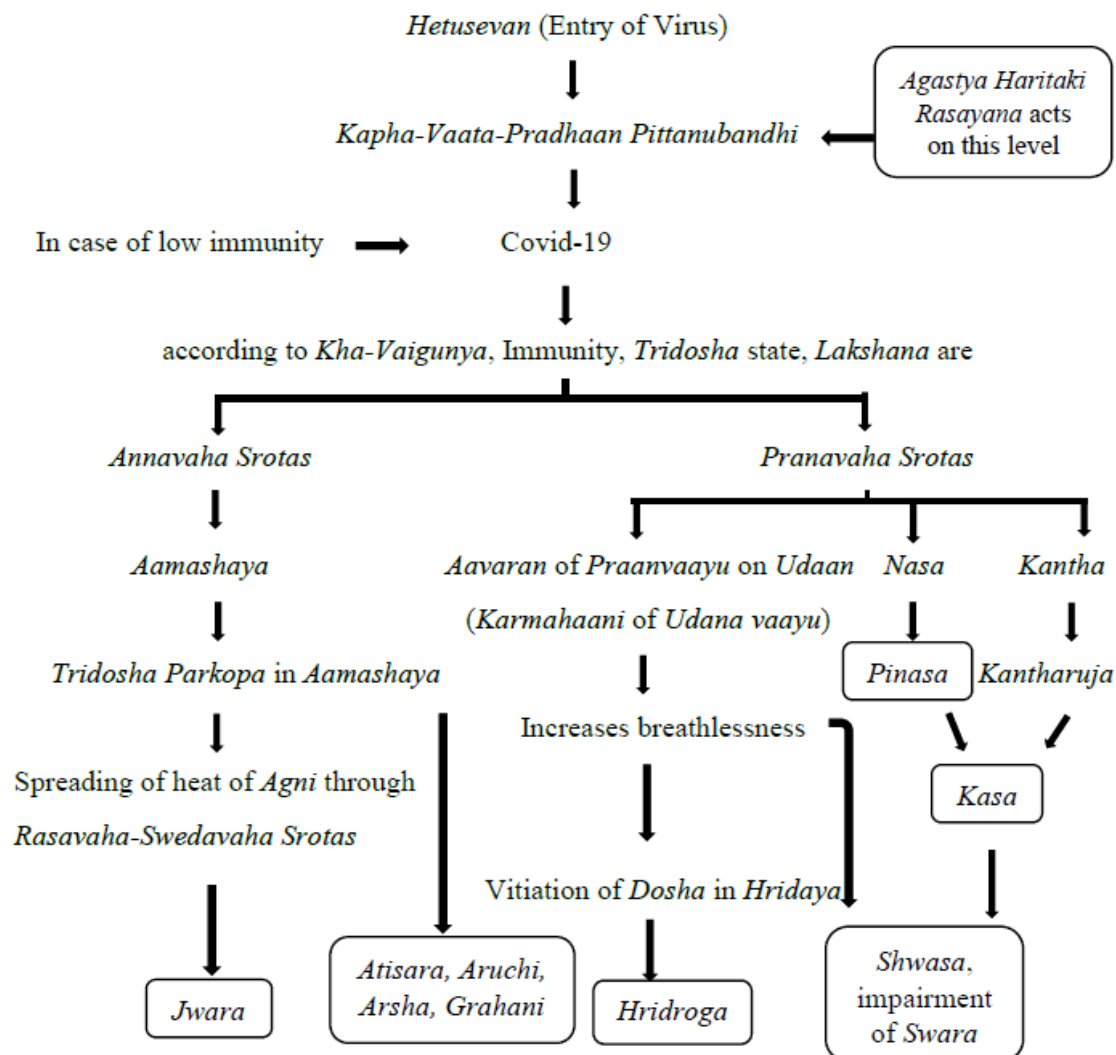 Hetusevan (Entry of Virus)
Agastya Haritaki
Rasayana acts
on this level
Kapha-Vaata-Pradhaan Pittanubandhi
In case of low immunity
Covid-19
according to Kha-Vaigunya, Immunity, Tridosha state, Lakshana are
Annavaha Srotas
Pranavaha Srotas
Aamashaya
Aavaran of Praanvaayu on Udaan
(Karmahaani of Udana vaayu)
Nasa
Kantha
Tridosha Parkopa in Aamashaya
Pinasa
Kantharuja
Increases breathlessness
Spreading of heat of Agni through
Rasavaha-Swedavaha Srotas
Kasa
Vitiation of Dosha in Hridaya
Jwara
Atisara, Aruchi,
Arsha, Grahani
Hridroga
Shwasa,
impairment
of Swara